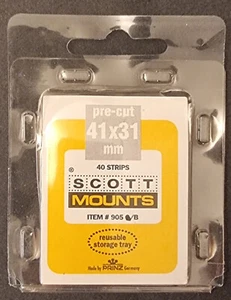 pre-cut
41x31
mm
40 STRIPS
SCOTT
MOUNTS
ITEM # 905 B
reusable
storage tray
Made by PRINZ Germany